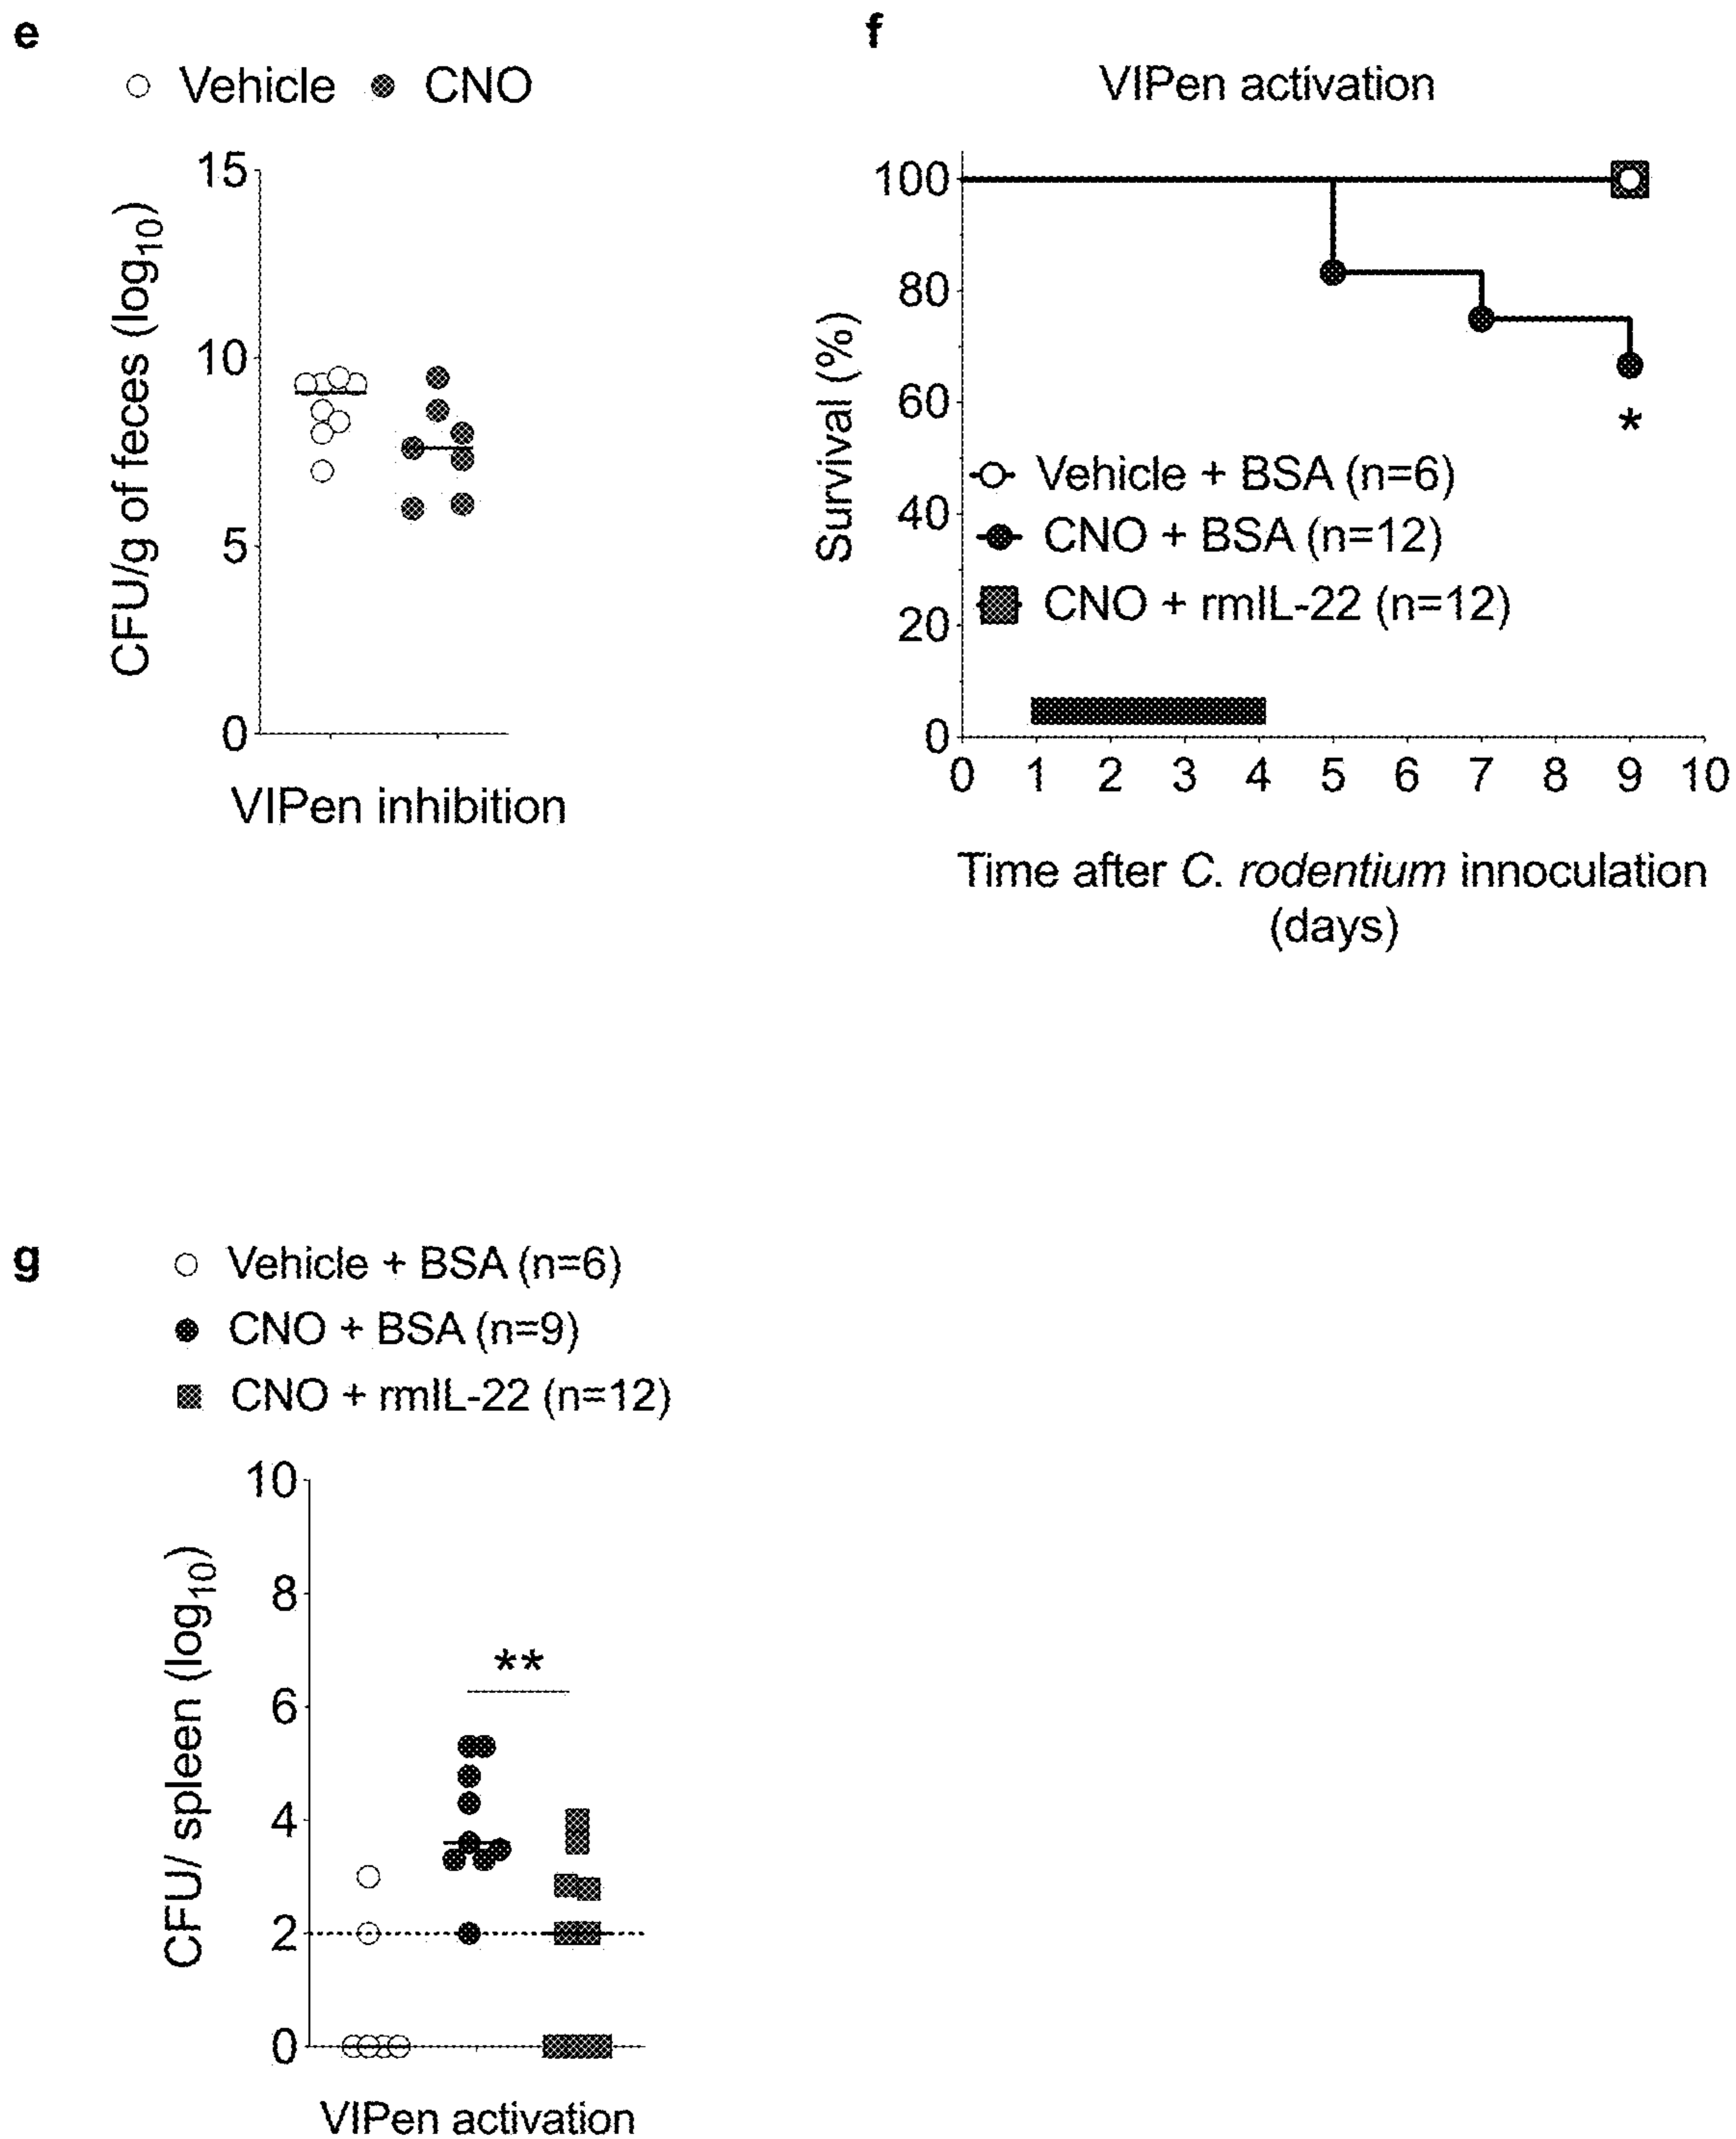 e
Vehicle CNO
15
10
5
0
CFU/g of feces (log10)
VIPen inhibition
f
VIPen activation
100
80
60
40
20
0
Survival (%)
*
Vehicle + BSA (n=6)
CNO + BSA (n=12)
CNO + rmIL-22 (n=12)
0 1 2 3 4 5 6 7 8 9 10
Time after C. rodentium innoculation
(days)
g
Vehicle + BSA (n=6)
CNO + BSA (n=9)
CNO + rmIL-22 (n=12)
10
8
6
4
2
0
CFU/ spleen (log10)
**
VIPen activation